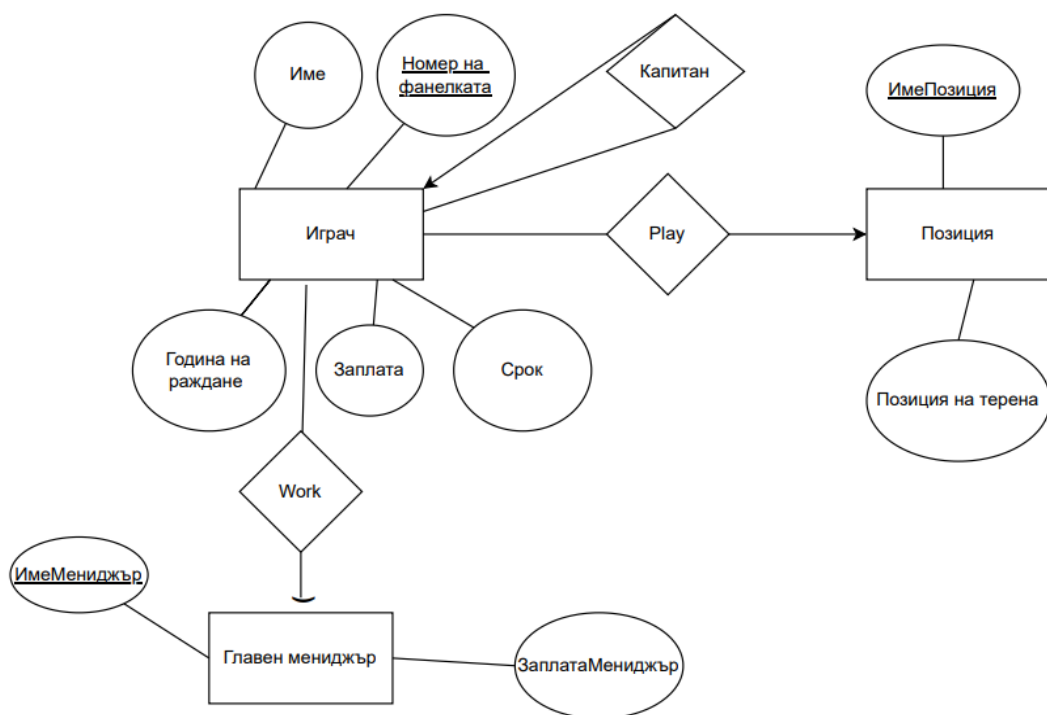 Име
Номер на
фанелката
Капитан
ИмеПозиция
Играч
Play
Позиция
Година на
раждане
Заплата
Срок
Позиция на терена
Work
ИмеМениджър
Главен мениджър
ЗаплатаМениджър